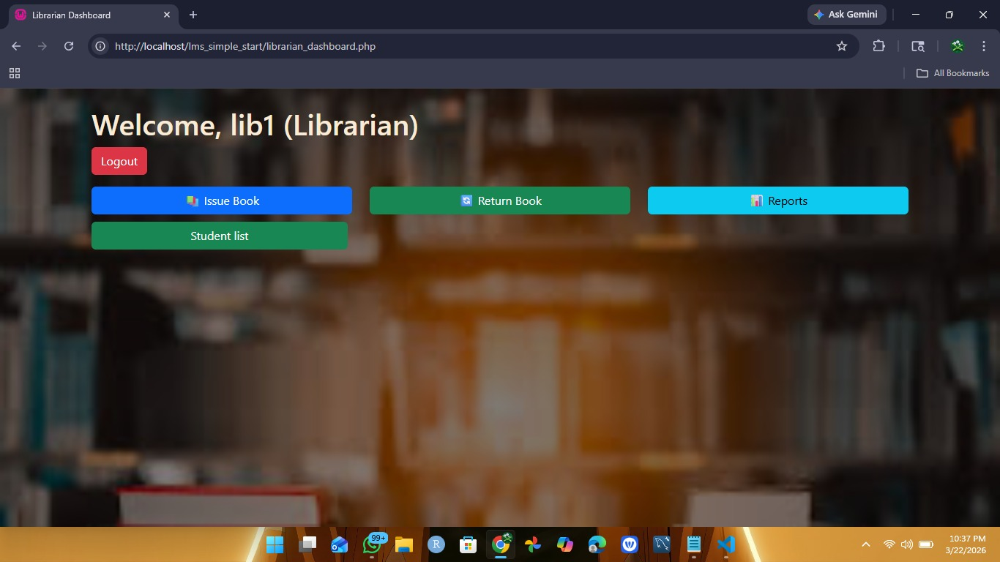 Librarian Dashboard
Ask Gemini
http://localhost/lms_simple_start/librarian_dashboard.php
All Bookmarks
Welcome, lib1 (Librarian)
Logout
Issue Book
Return Book
Reports
Student list
99+
R
10:37 PM
3/22/2026